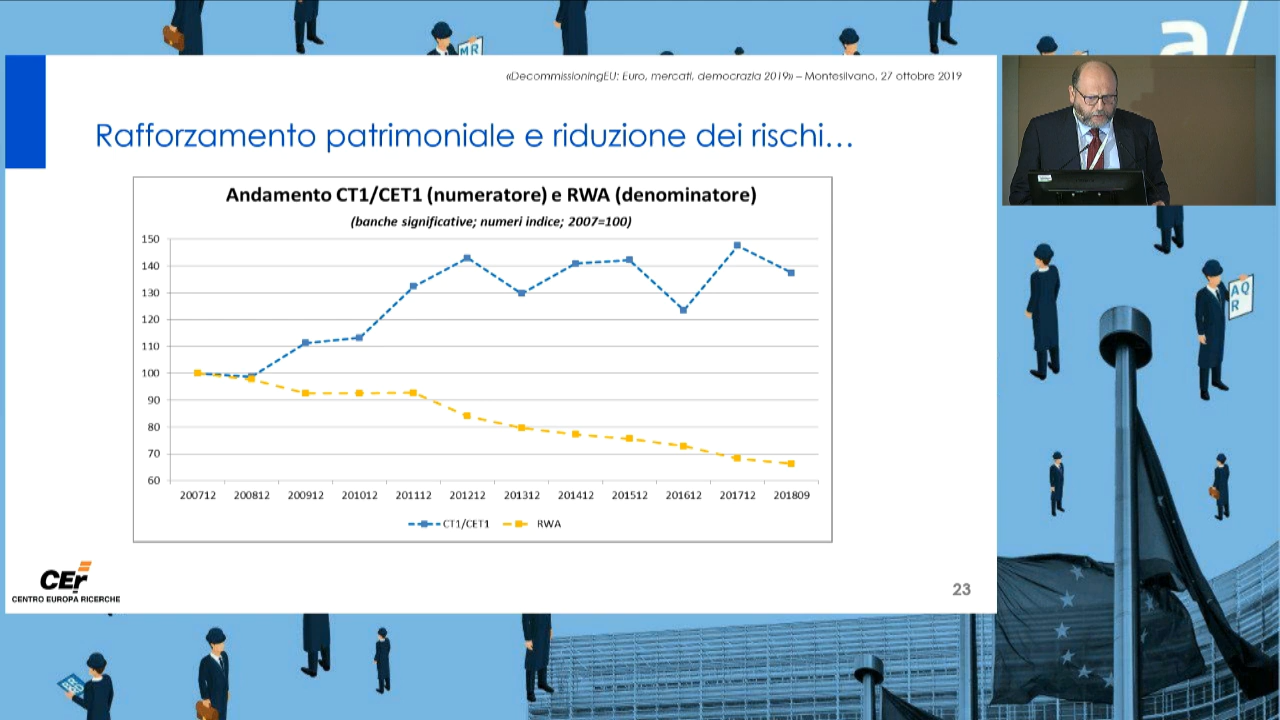 MR
a/
«DecommissioningEU: Euro, mercati, democrazia 2019» – Montesilvano, 27 ottobre 2019
Rafforzamento patrimoniale e riduzione dei rischi…
Andamento CT1/CET1 (numeratore) e RWA (denominatore)
(banche significative; numeri indice; 2007=100)
150
140
130
120
110
100
90
80
70
60
200712 200812 200912 201012 201112 201212 201312 201412 201512 201612 201712 201809
CT1/CET1 RWA
AQ
R
CER
CENTRO EUROPA RICERCHE
23